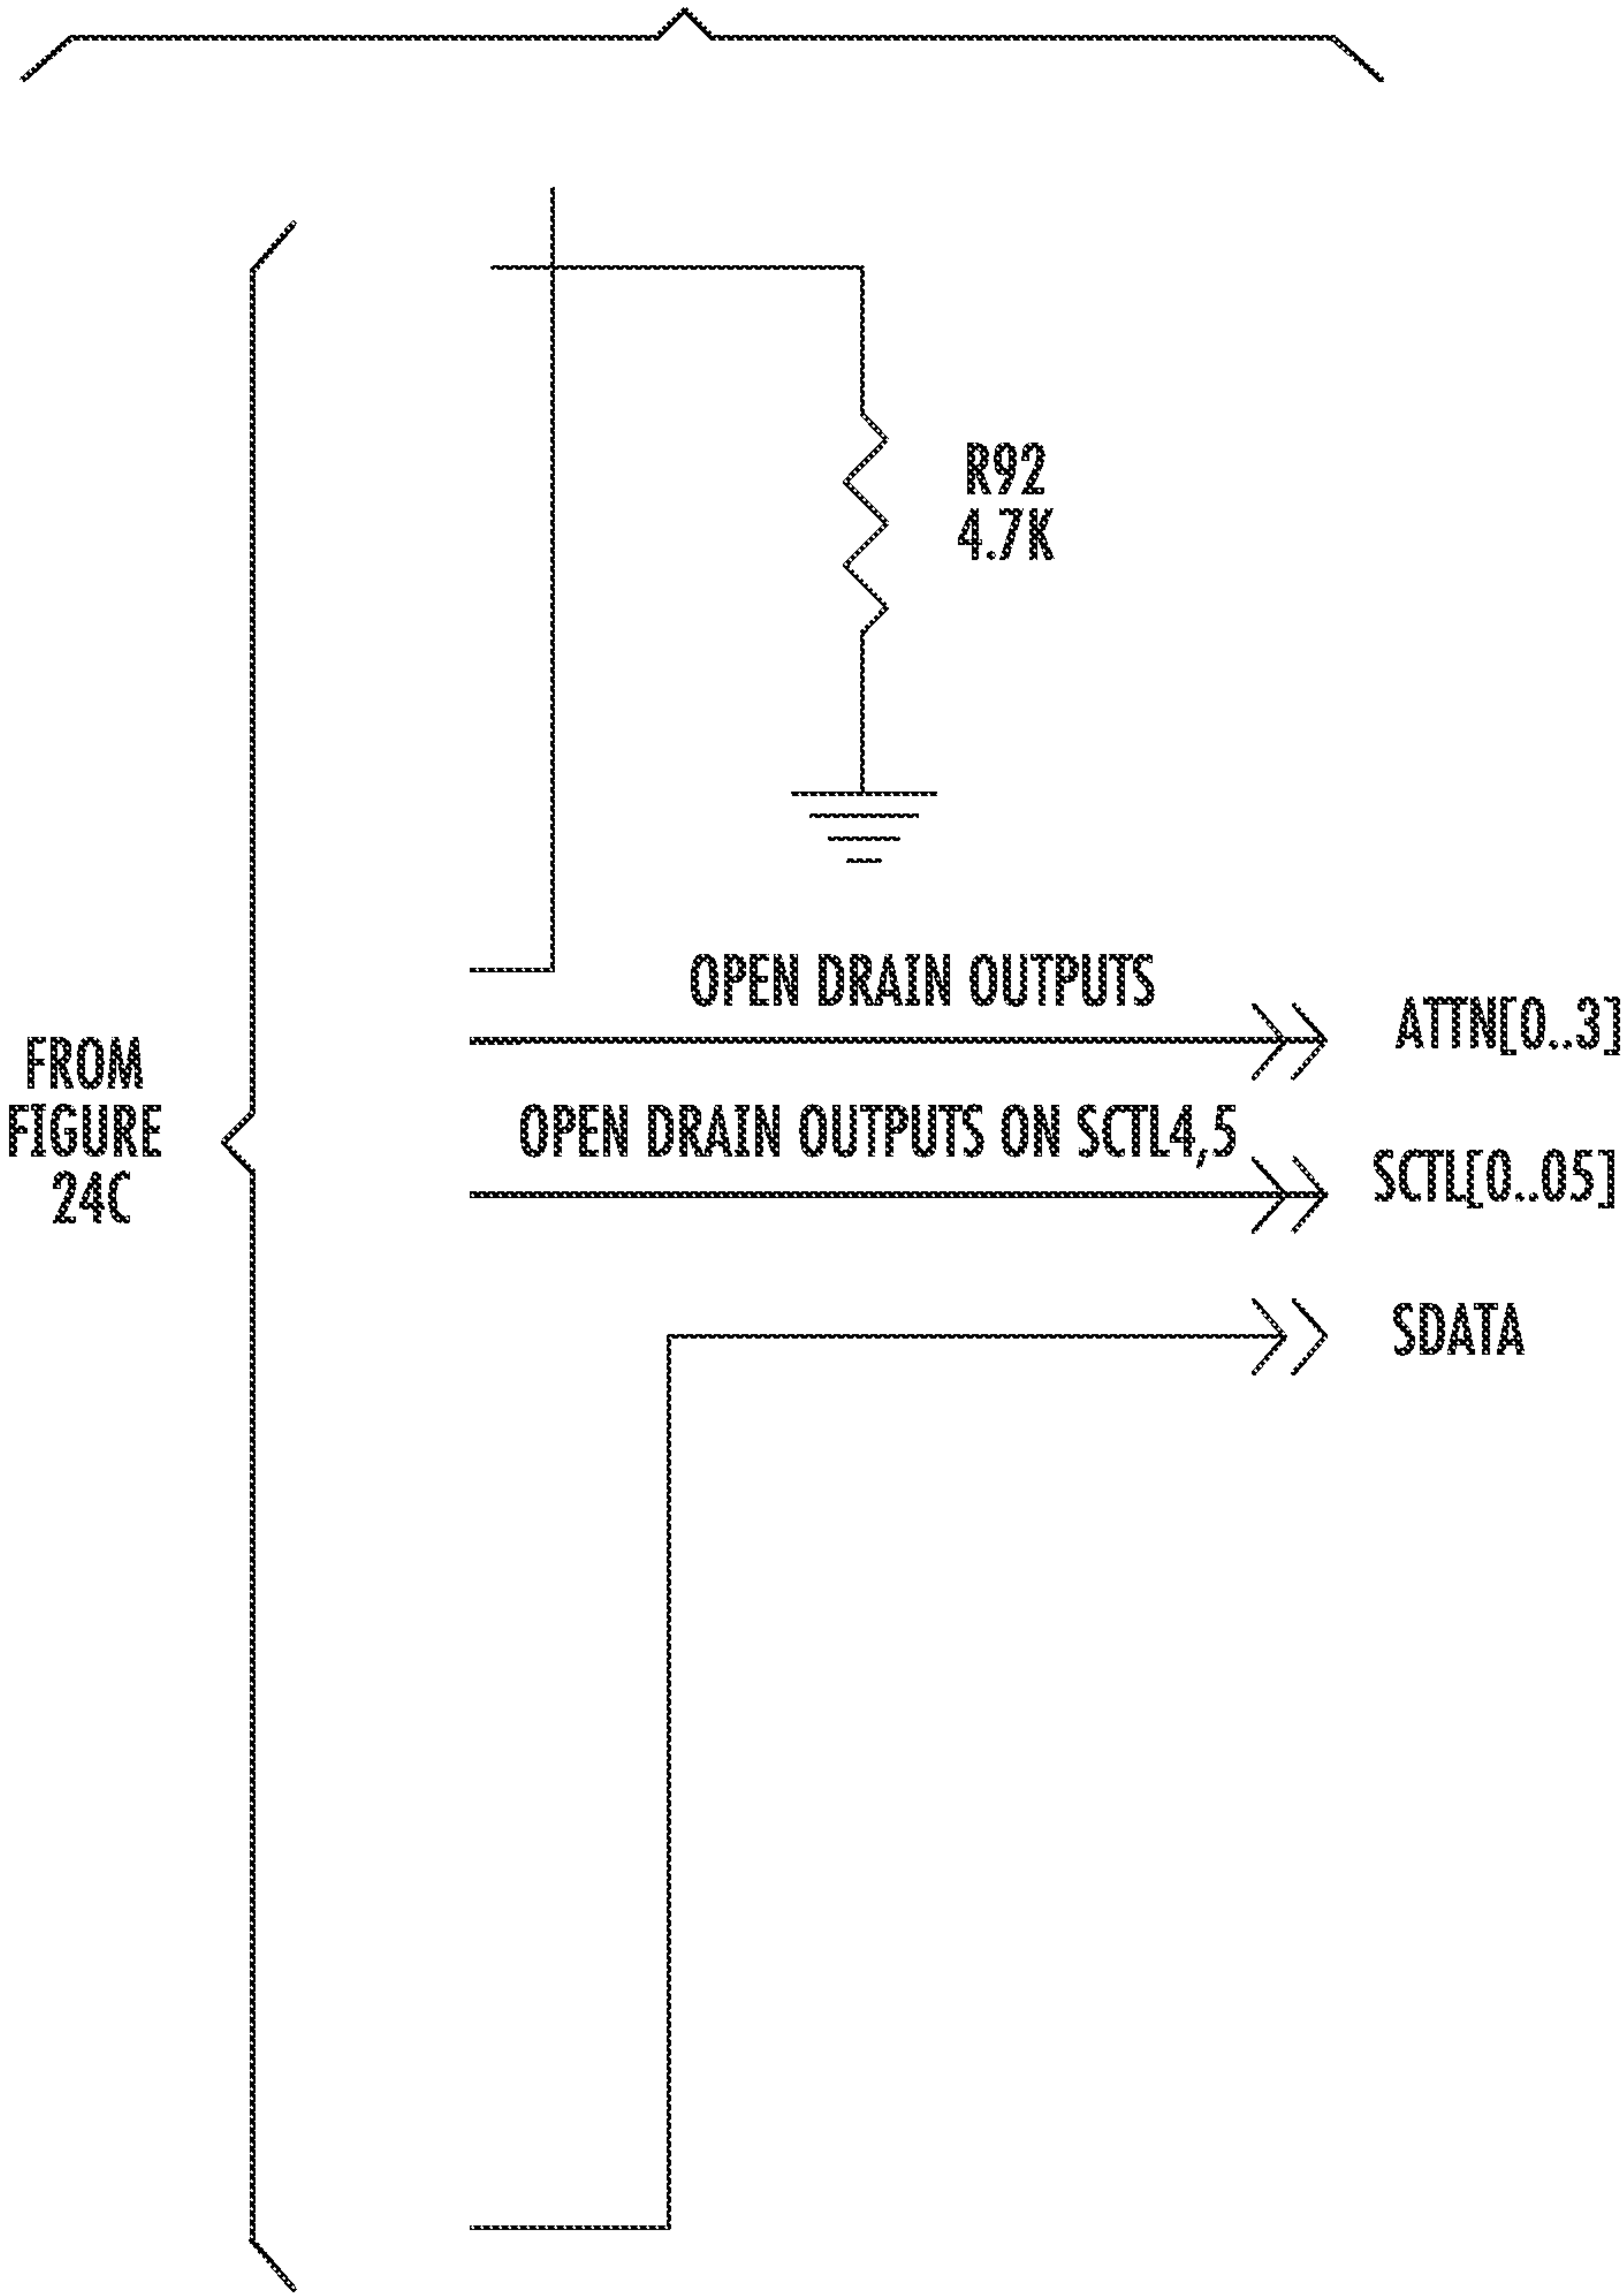 R92
4.7K
OPEN DRAIN OUTPUTS
ATTN[0..3]
FROM
FIGURE
24C
OPEN DRAIN OUTPUTS ON SCTL4,5
SCTL[0..05]
SDATA